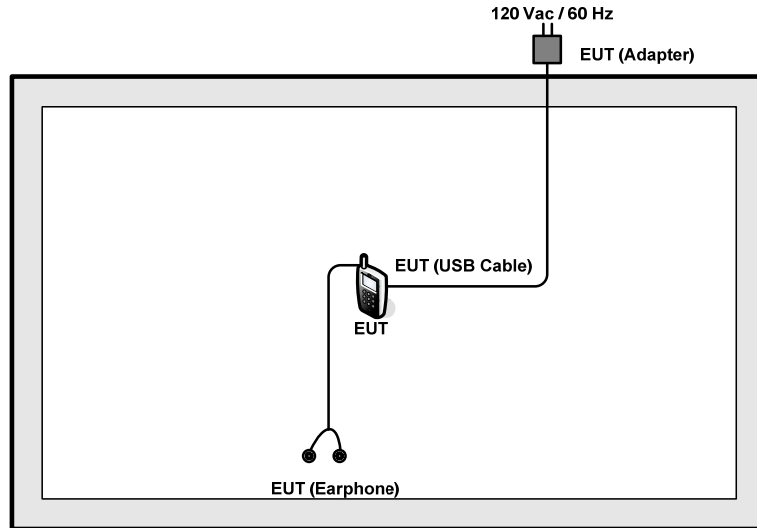 120 Vac / 60 Hz
EUT (Adapter)
EUT (USB Cable)
EUT
EUT (Earphone)